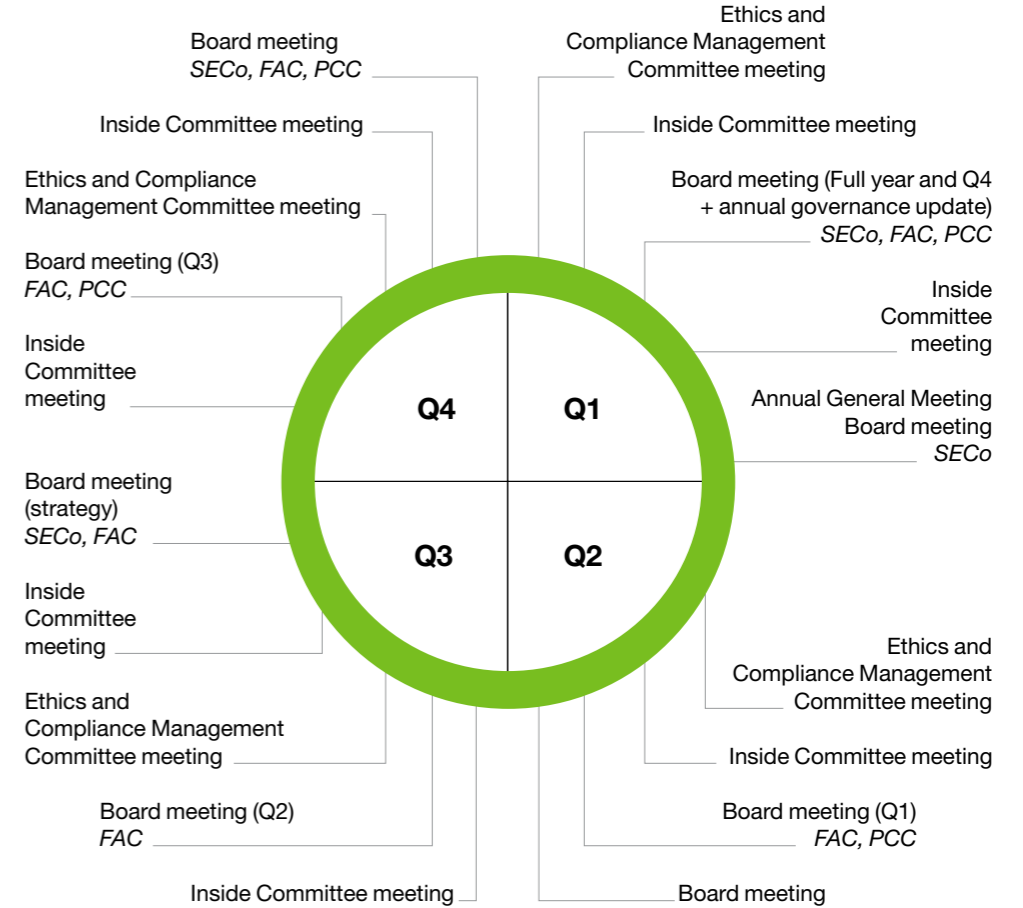 Ethics and
Compliance Management
Committee meeting
Inside Committee meeting
Board meeting (Full year and Q4
+ annual governance update)
SECo, FAC, PCC
Inside
Committee
meeting
Annual General Meeting
Board meeting
SECo
Ethics and
Compliance Management
Committee meeting
Inside Committee meeting
Board meeting (Q1)
FAC, PCC
Board meeting
Inside Committee meeting
Board meeting (Q2)
FAC
Ethics and
Compliance Management
Committee meeting
Inside
Committee
meeting
Board meeting
(strategy)
SECo, FAC
Inside
Committee
meeting
Board meeting (Q3)
FAC, PCC
Ethics and Compliance
Management Committee meeting
Inside Committee meeting
Board meeting
SECo, FAC, PCC
Q4
Q1
Q3
Q2